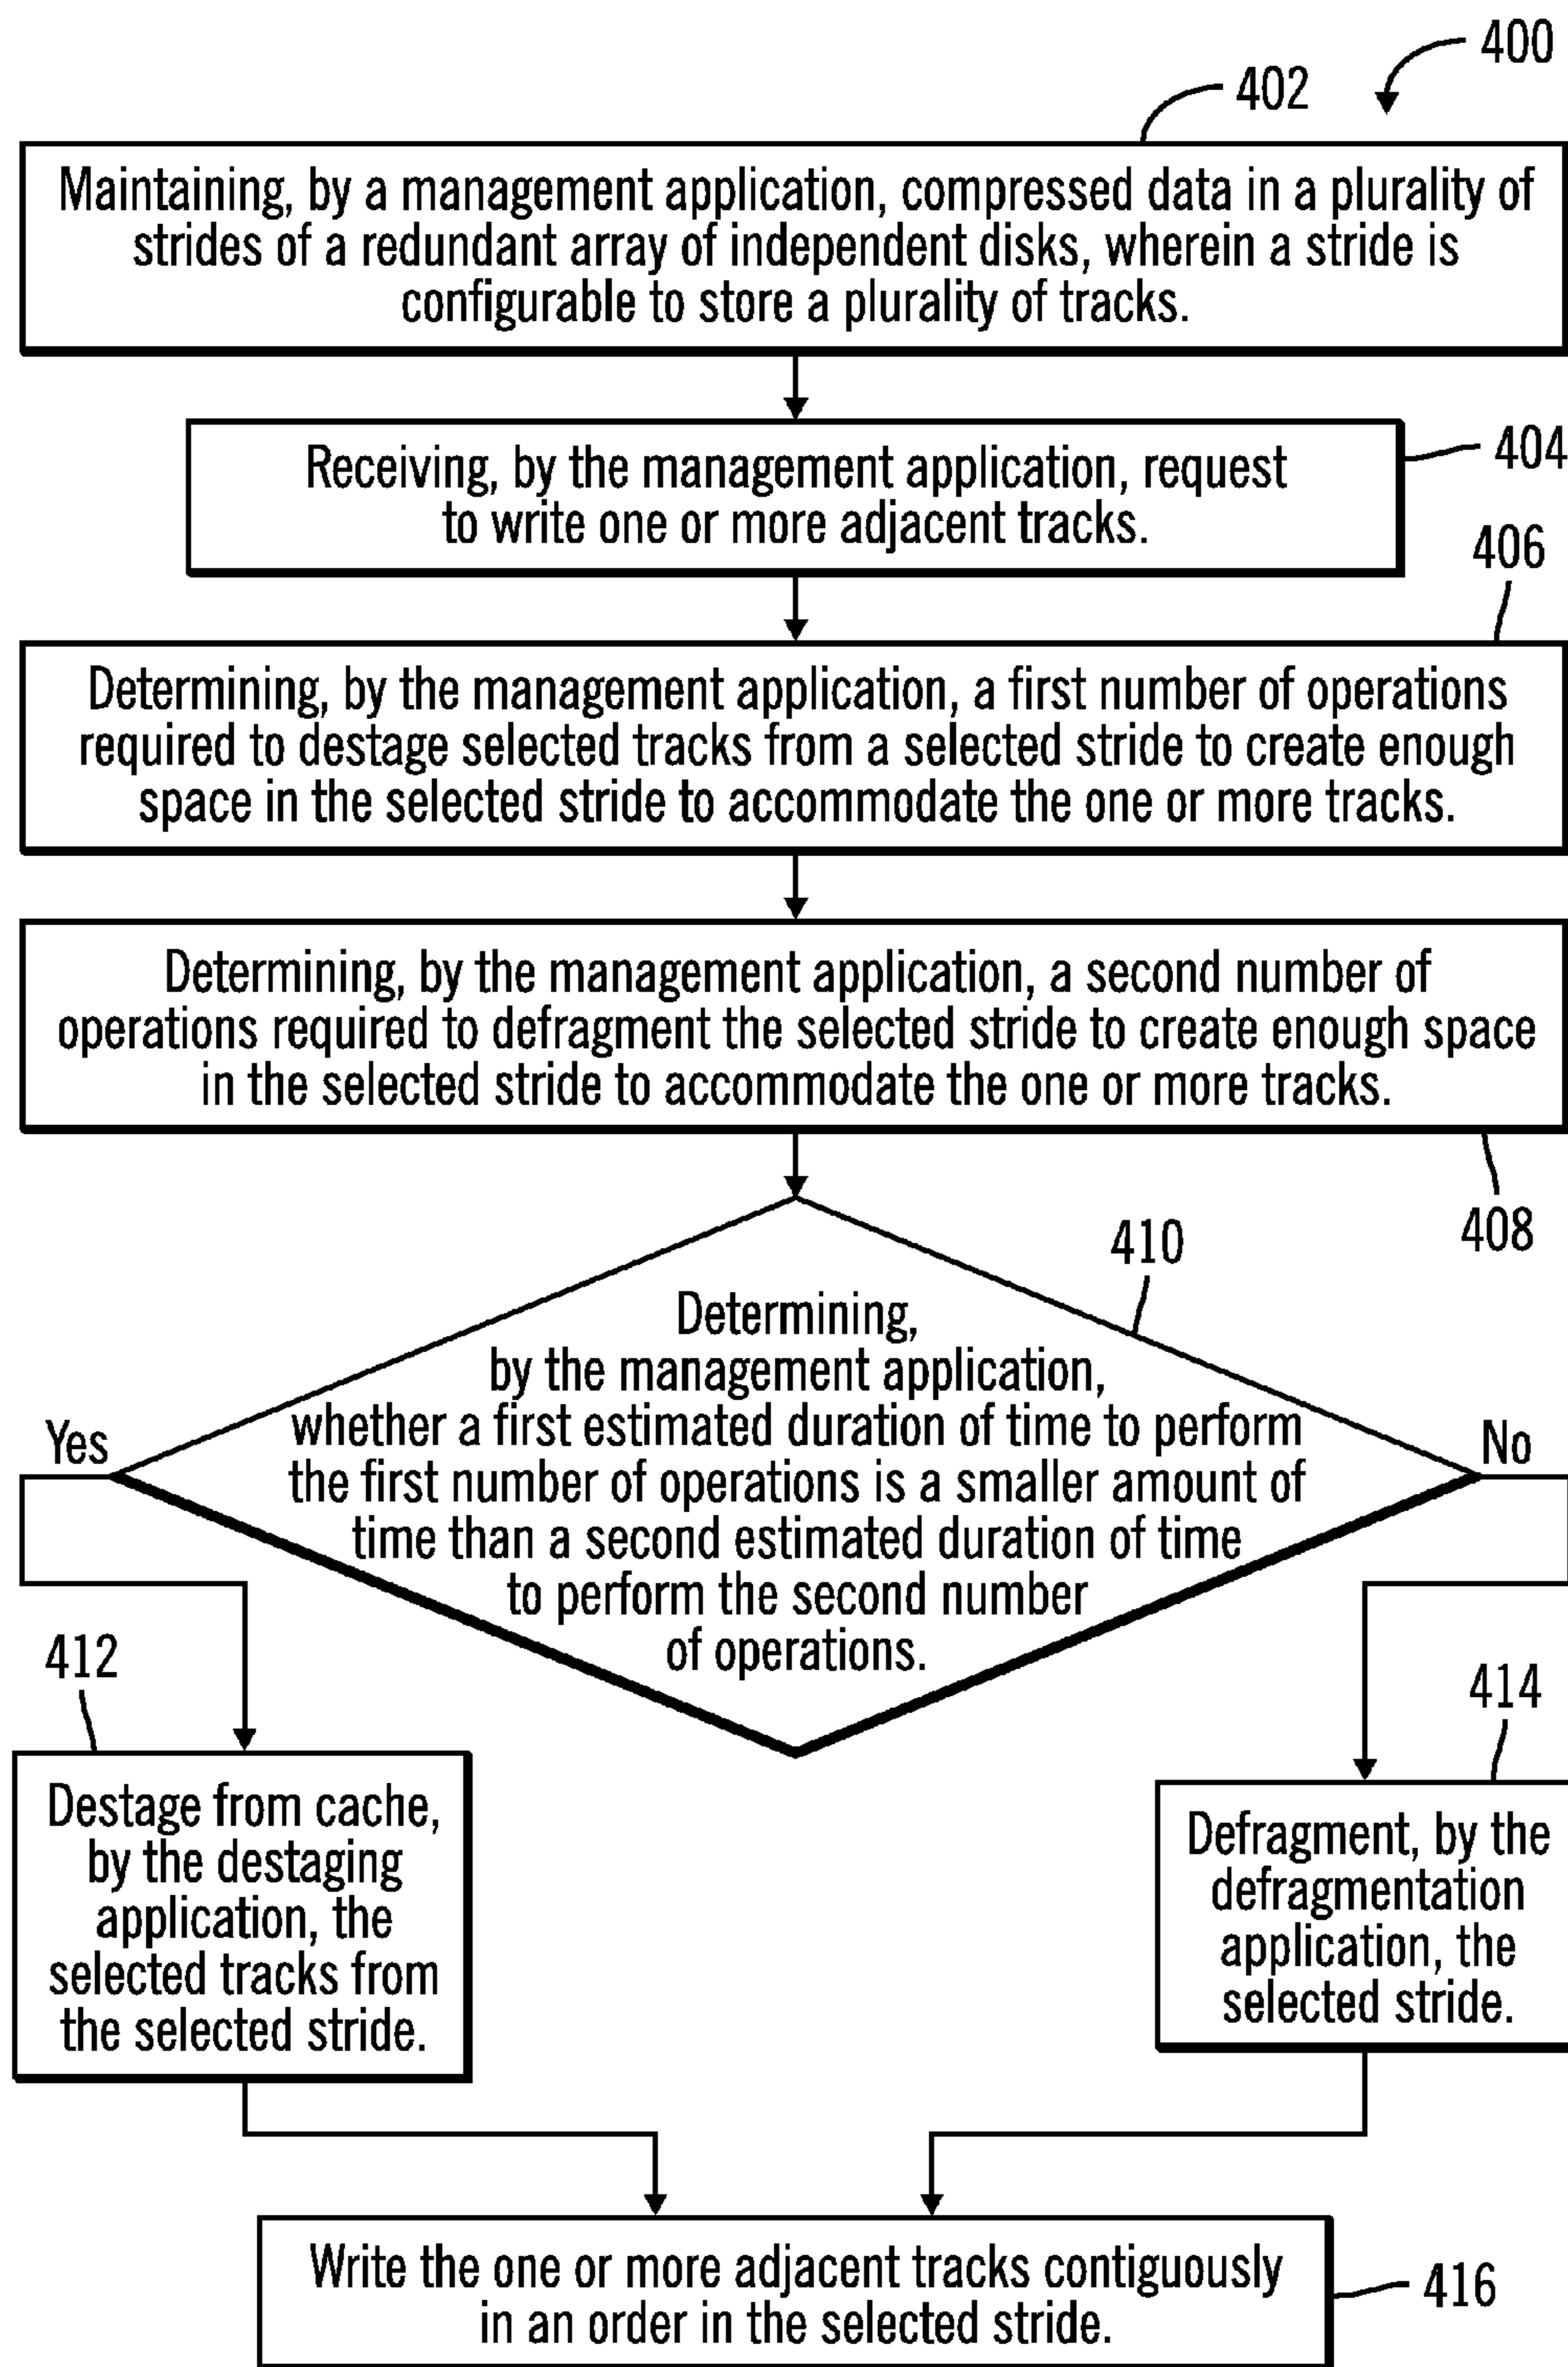 400
402
Maintaining, by a management application, compressed data in a plurality of
strides of a redundant array of independent disks, wherein a stride is
configurable to store a plurality of tracks.
404
Receiving, by the management application, request
to write one or more adjacent tracks.
406
Determining, by the management application, a first number of operations
required to destage selected tracks from a selected stride to create enough
space in the selected stride to accommodate the one or more tracks.
Determining, by the management application, a second number of
operations required to defragment the selected stride to create enough space
in the selected stride to accommodate the one or more tracks.
408
410
Determining,
by the management application,
whether a first estimated duration of time to perform
the first number of operations is a smaller amount of
time than a second estimated duration of time
to perform the second number
of operations.
Yes
No
412
Destage from cache,
by the destaging
application, the
selected tracks from
the selected stride.
414
Defragment, by the
defragmentation
application, the
selected stride.
Write the one or more adjacent tracks contiguously
in an order in the selected stride.
416